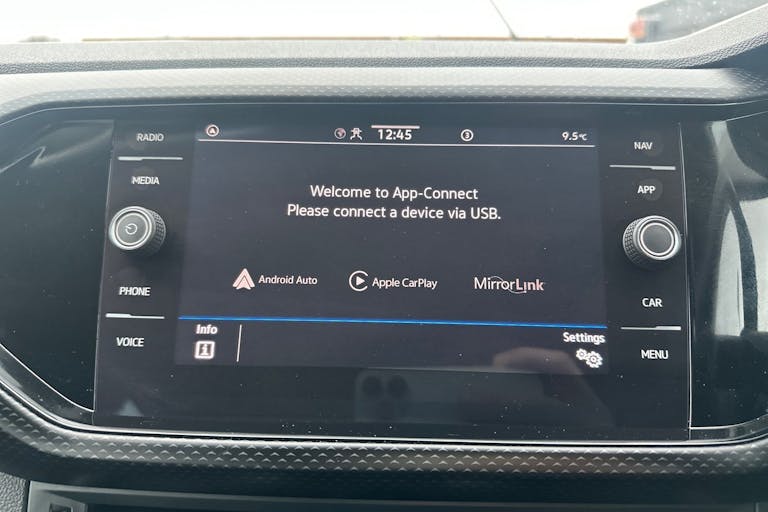 RADIO
MEDIA
PHONE
VOICE
12:45
3
9.5°C
Welcome to App-Connect
Please connect a device via USB.
Android Auto
Apple CarPlay
MirrorLink
Info
i
Settings
NAV
APP
CAR
MENU